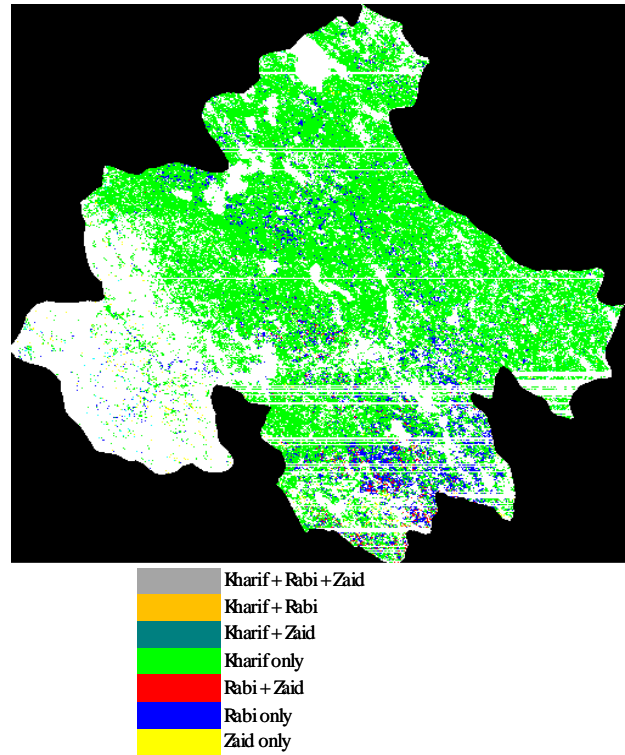 Kharif + Rabi + Zaid
Kharif + Rabi
Kharif + Zaid
Kharif only
Rabi + Zaid
Rabi only
Zaid only